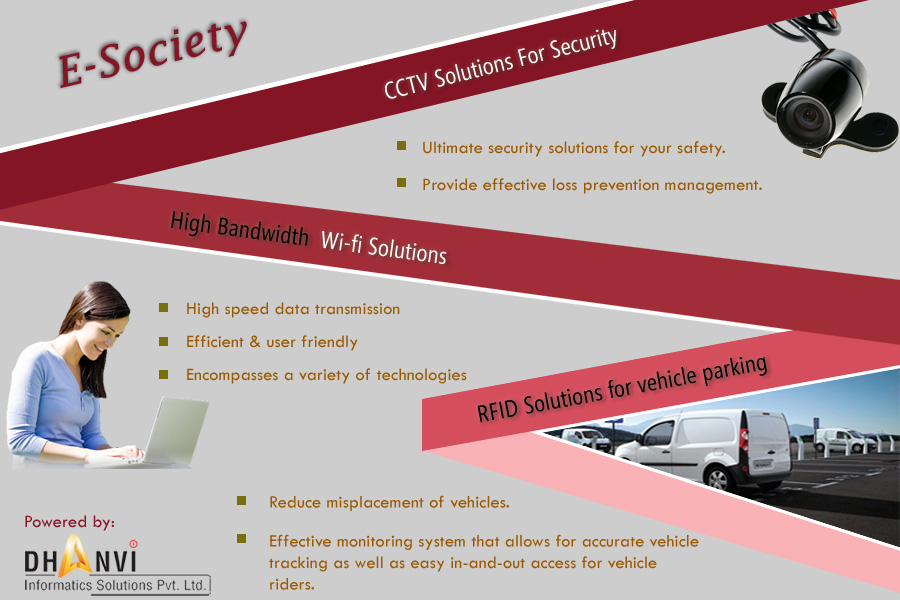 E-Society
CCTV Solutions For Security
Ultimate security solutions for your safety.
Provide effective loss prevention management.
High Bandwidth Wi-fi Solutions
High speed data transmission
Efficient & user friendly
Encompasses a variety of technologies
RFID Solutions for vehicle parking
Reduce misplacement of vehicles.
Effective monitoring system that allows for accurate vehicle
tracking as well as easy in-and-out access for vehicle
riders.
Powered by:
DHANVi
Informatics Solutions Pvt. Ltd.